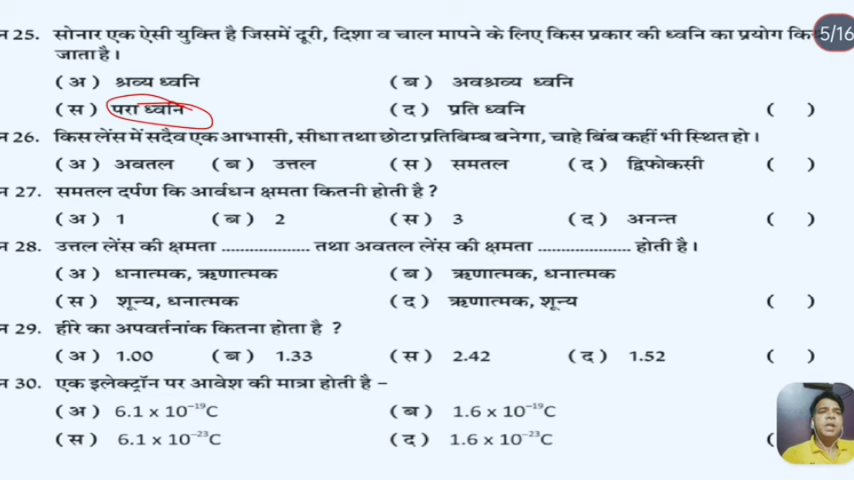 न 25. सोनार एक ऐसी युक्ति है जिसमें दूरी, दिशा व चाल मापने के लिए किस प्रकार की ध्वनि का प्रयोग कि
5/16
जाता है।
(अ) श्रव्य ध्वनि (ब) अवश्रव्य ध्वनि
(स) परा ध्वनि (द) प्रति ध्वनि ( )
न 26. किस लेंस में सदैव एक आभासी, सीधा तथा छोटा प्रतिबिम्ब बनेगा, चाहे बिंब कहीं भी स्थित हो।
(अ) अवतल (ब) उत्तल (स) समतल (द) द्विफोकसी ( )
न 27. समतल दर्पण कि आर्वधन क्षमता कितनी होती है ?
(अ) 1 (ब) 2 (स) 3 (द) अनन्त ( )
न 28. उत्तल लेंस की क्षमता ................... तथा अवतल लेंस की क्षमता .................... होती है।
(अ) धनात्मक, ऋणात्मक (ब) ऋणात्मक, धनात्मक
(स) शून्य, धनात्मक (द) ऋणात्मक, शून्य ( )
न 29. हीरे का अपवर्तनांक कितना होता है ?
(अ) 1.00 (ब) 1.33 (स) 2.42 (द) 1.52 ( )
न 30. एक इलेक्ट्रॉन पर आवेश की मात्रा होती है –
(अ) 6.1 x 10⁻¹⁹C (ब) 1.6 x 10⁻¹⁹C
(स) 6.1 x 10⁻²³C (द) 1.6 x 10⁻²³C (